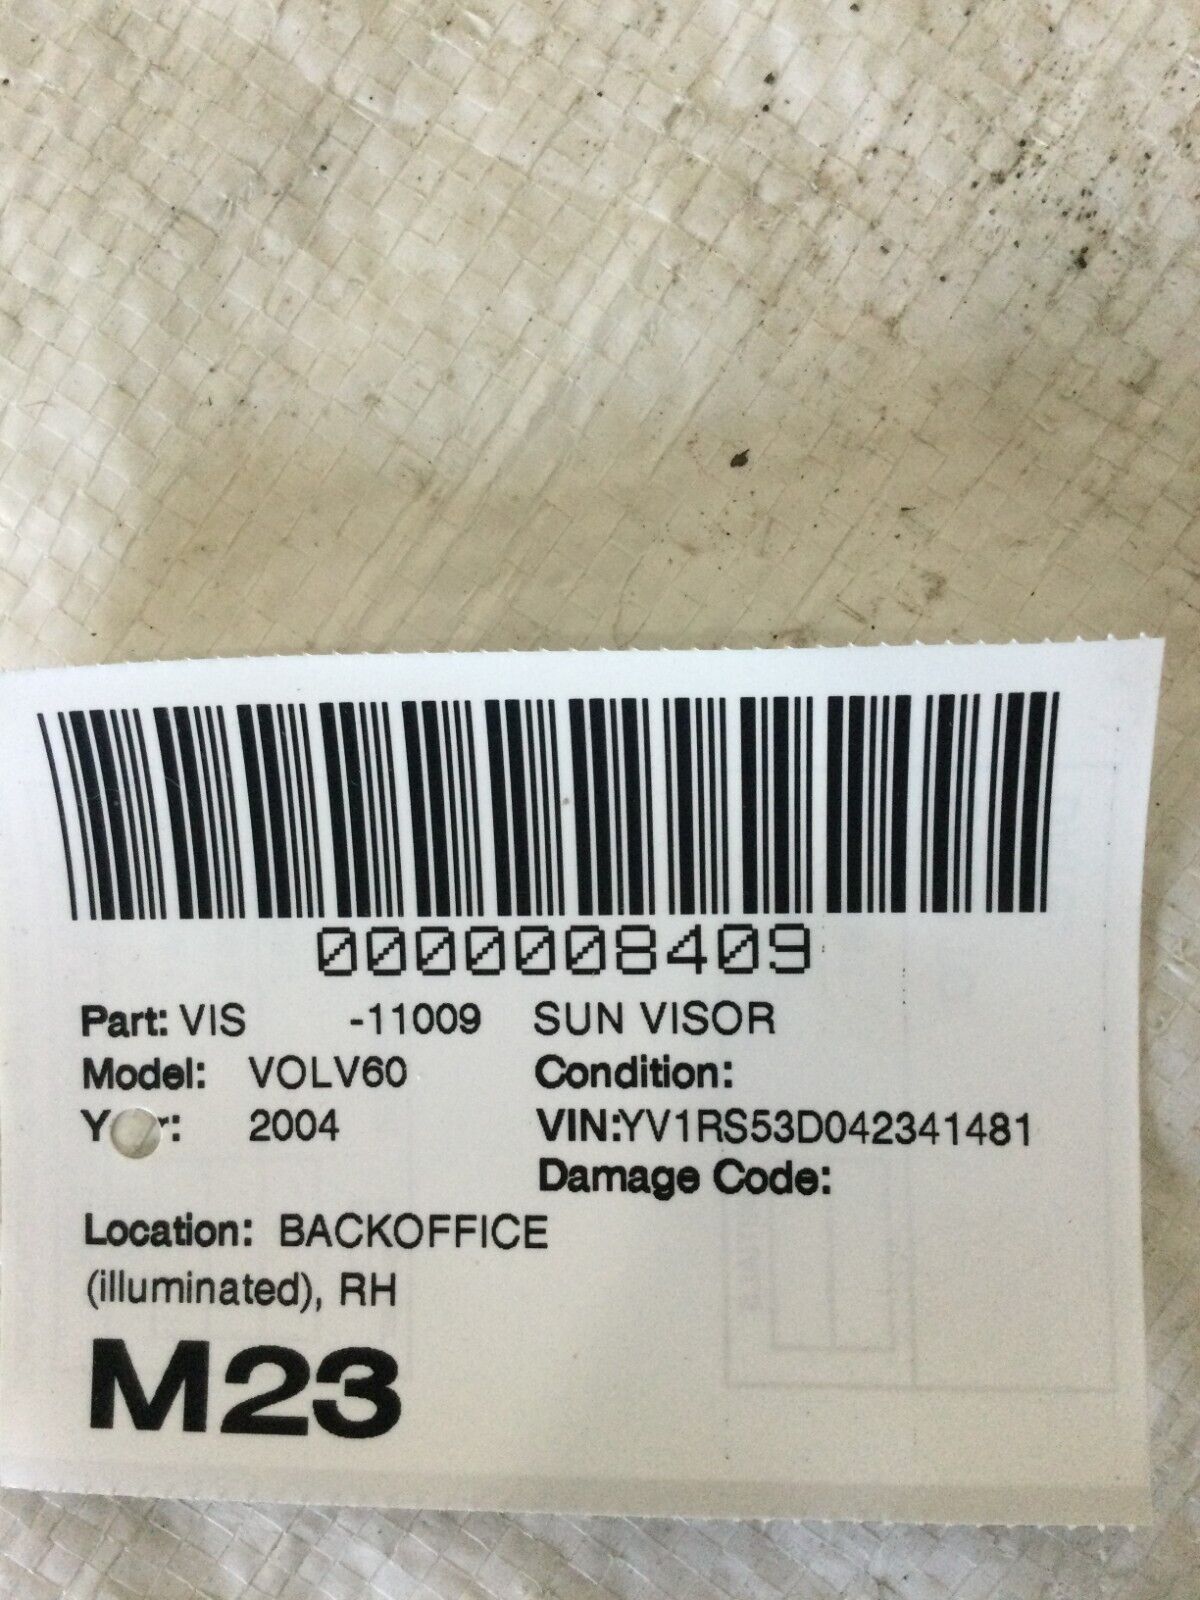 0000008409
Part: VIS -11009 SUN VISOR
Model: VOLV60 Condition:
2004 VIN:YV1RS53D042341481
Damage Code:
Location: BACKOFFICE
(illuminated), RH
M23